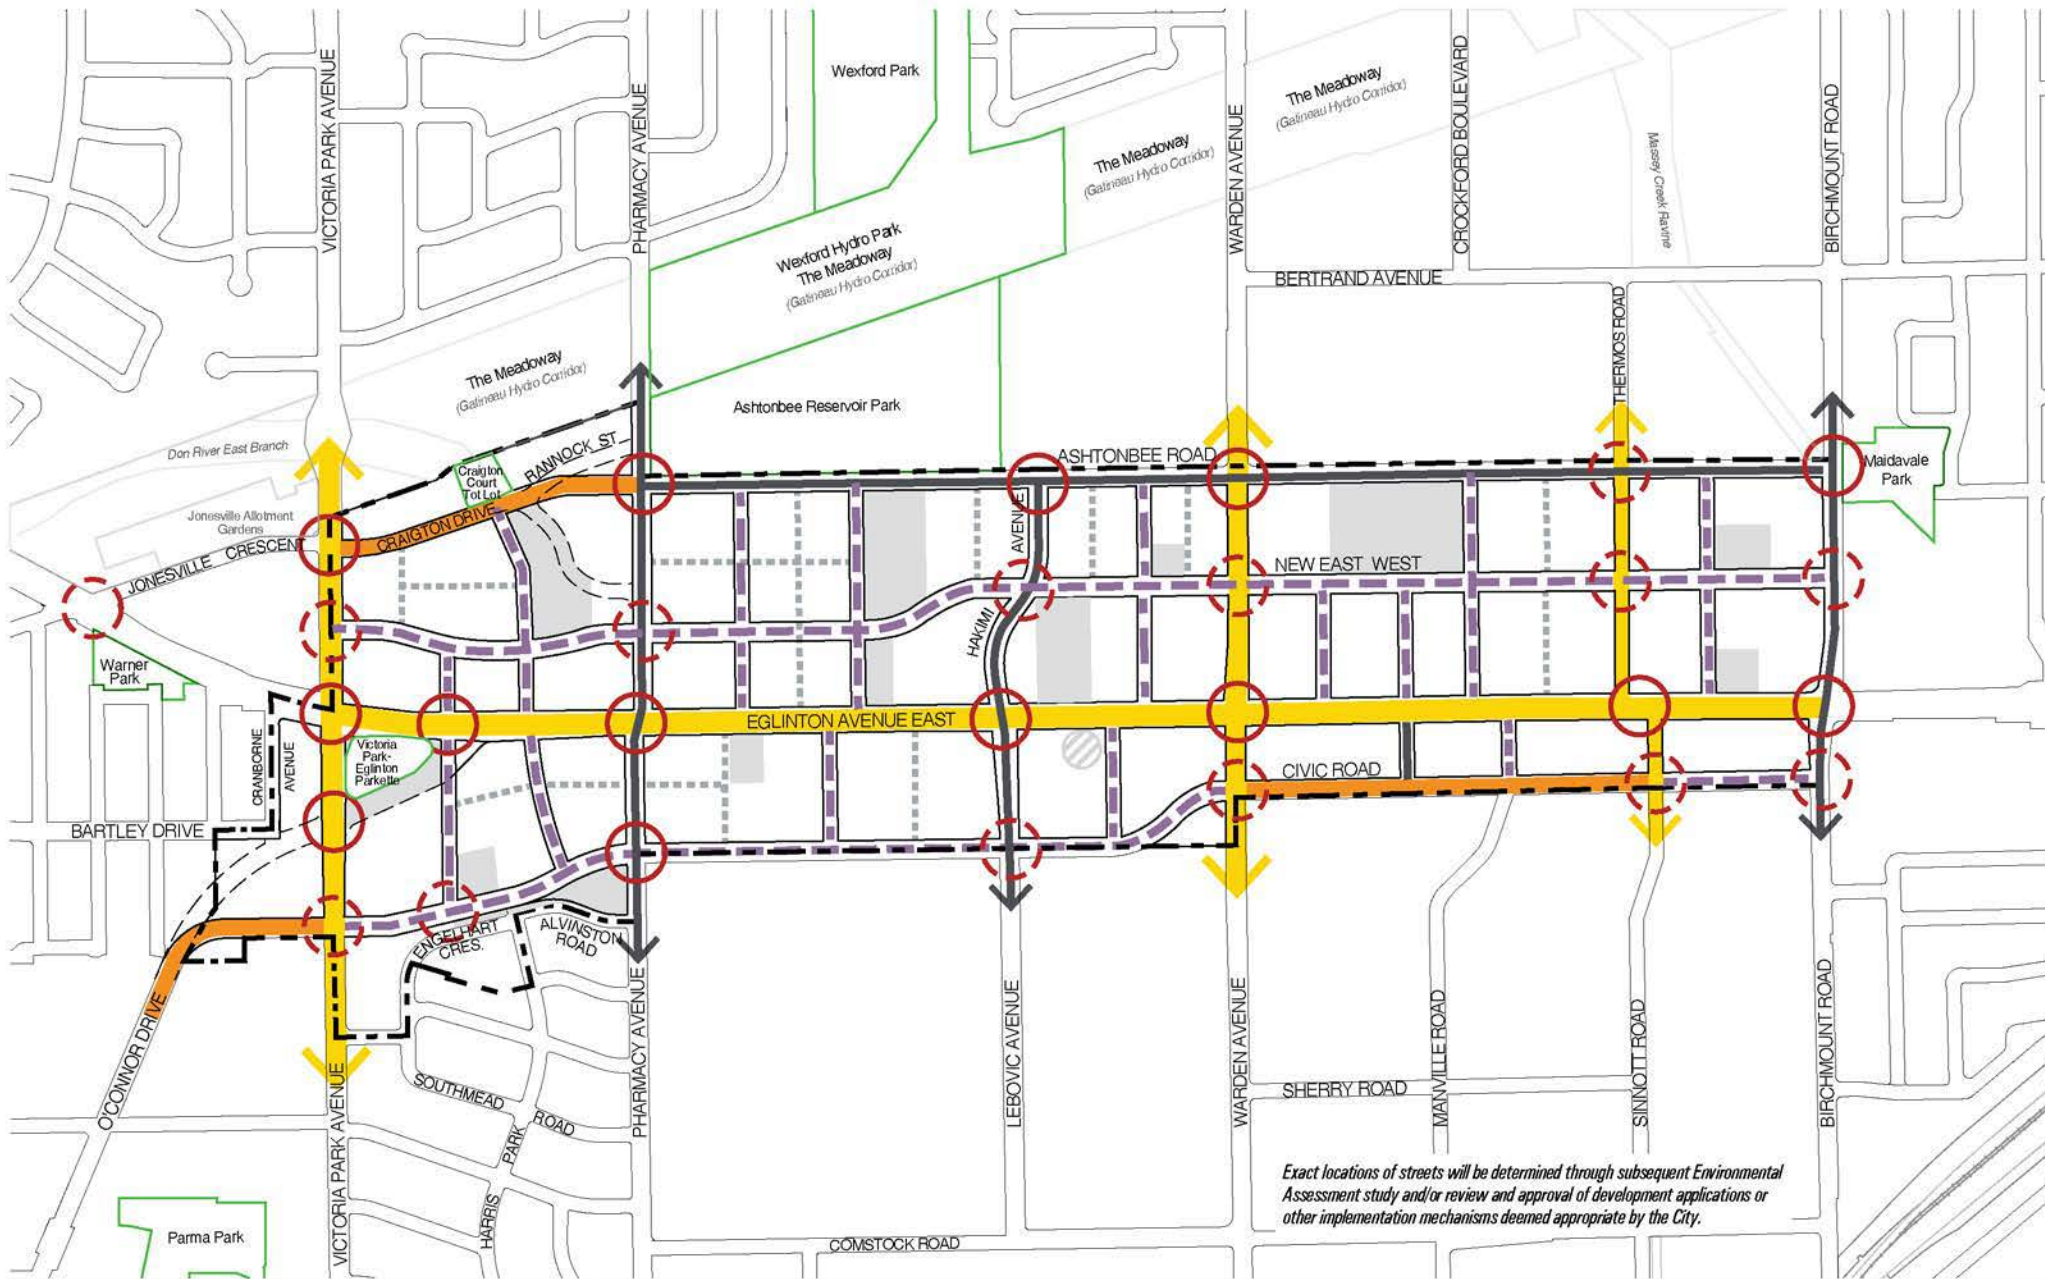 Wexford Park
The Meadoway
(Gatineau Hydro Corridor)
VICTORIA PARK AVENUE
PHARMACY AVENUE
WARDEN AVENUE
CROCKFORD BOULEVARD
BIRCHMOUNT ROAD
The Meadoway
(Gatineau Hydro Corridor)
Massey Creek Ravine
Wexford Hydro Park
The Meadoway
(Gatineau Hydro Corridor)
BERTRAND AVENUE
THERMOS ROAD
The Meadoway
(Gatineau Hydro Corridor)
Ashtonbee Reservoir Park
Don River East Branch
RANNOCK ST
ASHTONBEE ROAD
Craigton
Court
Tot Lot
Maidavale
Park
Jonesville Allotment
Gardens
CRAIGTON DRIVE
JONESVILLE CRESCENT
HAKIMI AVENUE
NEW EAST WEST
Warner
Park
EGLINTON AVENUE EAST
CRANBORNE
AVENUE
Victoria
Park-
Eglinton
Parkette
CIVIC ROAD
BARTLEY DRIVE
ENGELHART
CRES.
ALVINSTON
ROAD
O'CONNOR DRIVE
VICTORIA PARK AVENUE
PHARMACY AVENUE
LEBOVIC AVENUE
WARDEN AVENUE
MANVILLE ROAD
SINNOTT ROAD
BIRCHMOUNT ROAD
SOUTHMEAD ROAD
SHERRY ROAD
HARRIS PARK
Exact locations of streets will be determined through subsequent Environmental
Assessment study and/or review and approval of development applications or
other implementation mechanisms deemed appropriate by the City.
Parma Park
COMSTOCK ROAD